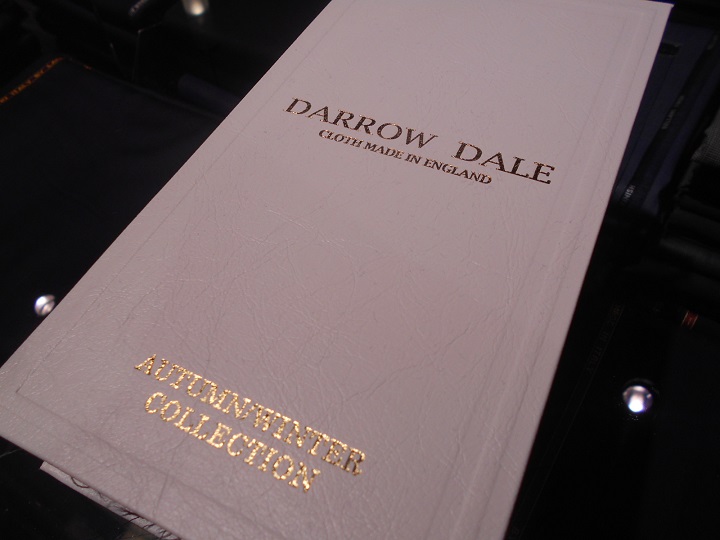 DARROW DALE
CLOTH MADE IN ENGLAND
AUTUMN/WINTER
COLLECTION